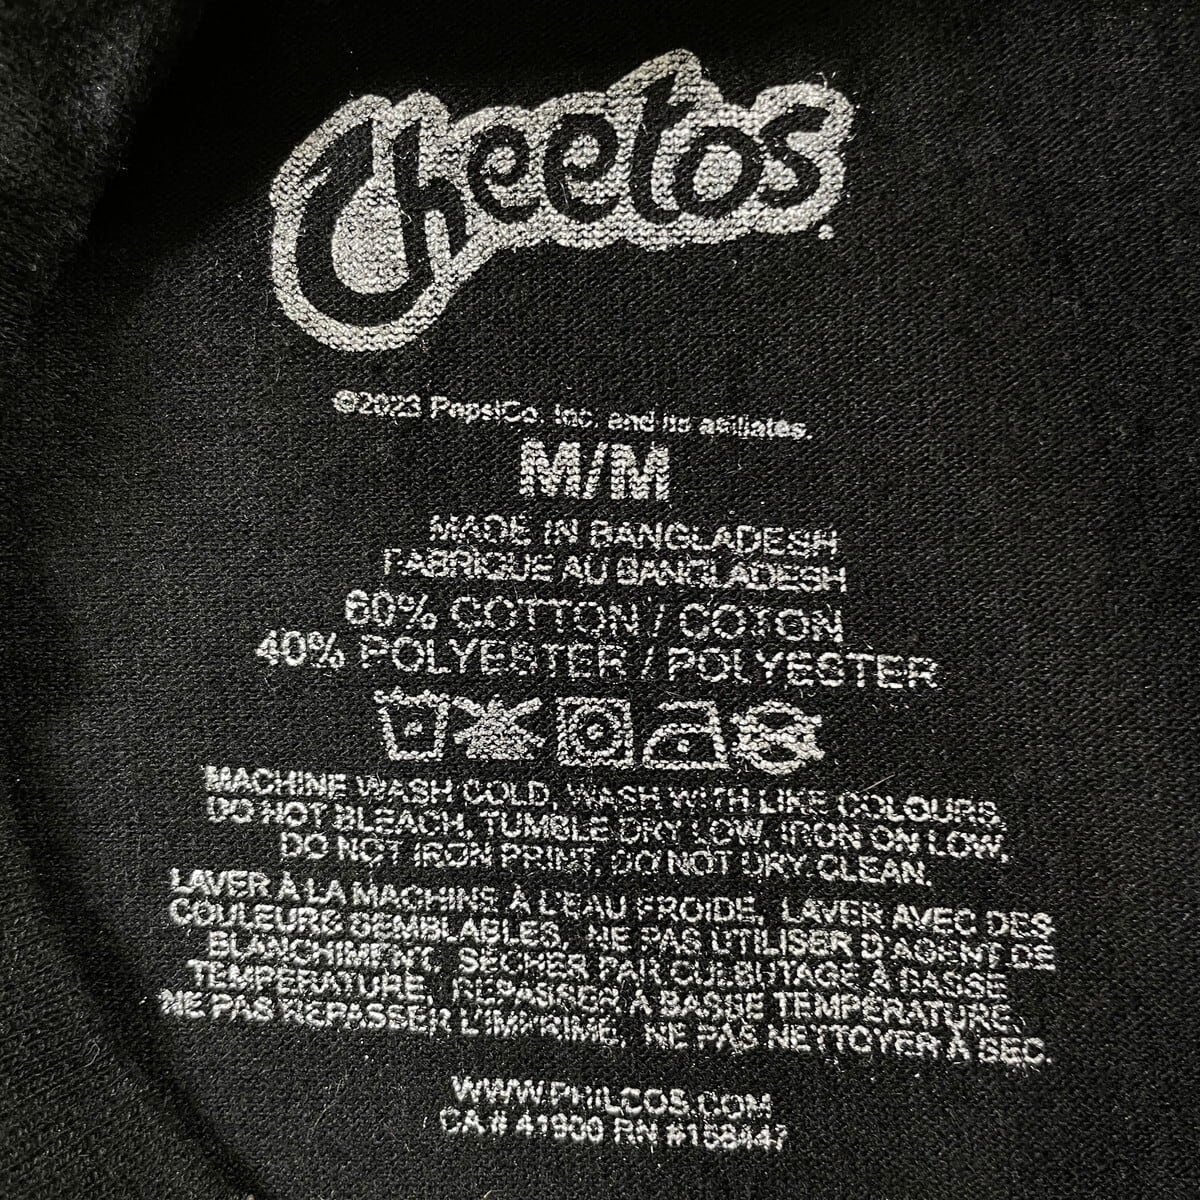 Cheetos.
©2023 PepsiCo, Inc. and its affiliates.
M/M
MADE IN BANGLADESH
FABRIQUE AU BANGLADESH
60% COTTON / COTON
40% POLYESTER / POLYESTER
MACHINE WASH COLD, WASH WITH LIKE COLOURS,
DO NOT BLEACH, TUMBLE DRY LOW, IRON ON LOW,
DO NOT IRON PRINT, DO NOT DRY CLEAN.
LAVER À LA MACHINE À L'EAU FROIDE, LAVER AVEC DES
COULEURS SEMBLABLES, NE PAS UTILISER D'AGENT DE
BLANCHIMENT, SÉCHER PAR CULBUTAGE À BASSE
TEMPÉRATURE, REPASSER À BASSE TEMPÉRATURE,
NE PAS REPASSER L'IMPRIMÉ, NE PAS NETTOYER À SEC.
WWW.PHILCOS.COM
CA # 41900 RN #158447